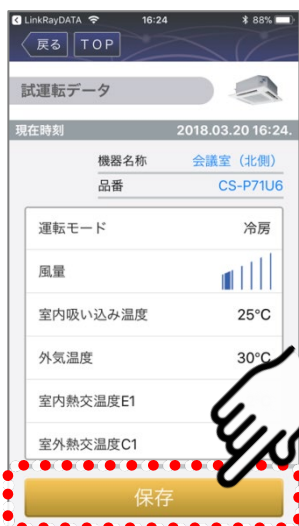 LinkRayDATA 16:24 88%
戻る TOP
試運転データ
現在時刻 2018.03.20 16:24.
機器名称 会議室（北側）
品番 CS-P71U6
運転モード 冷房
風量
室内吸い込み温度 25°C
外気温度 30°C
室内熱交温度E1
室外熱交温度C1
保存